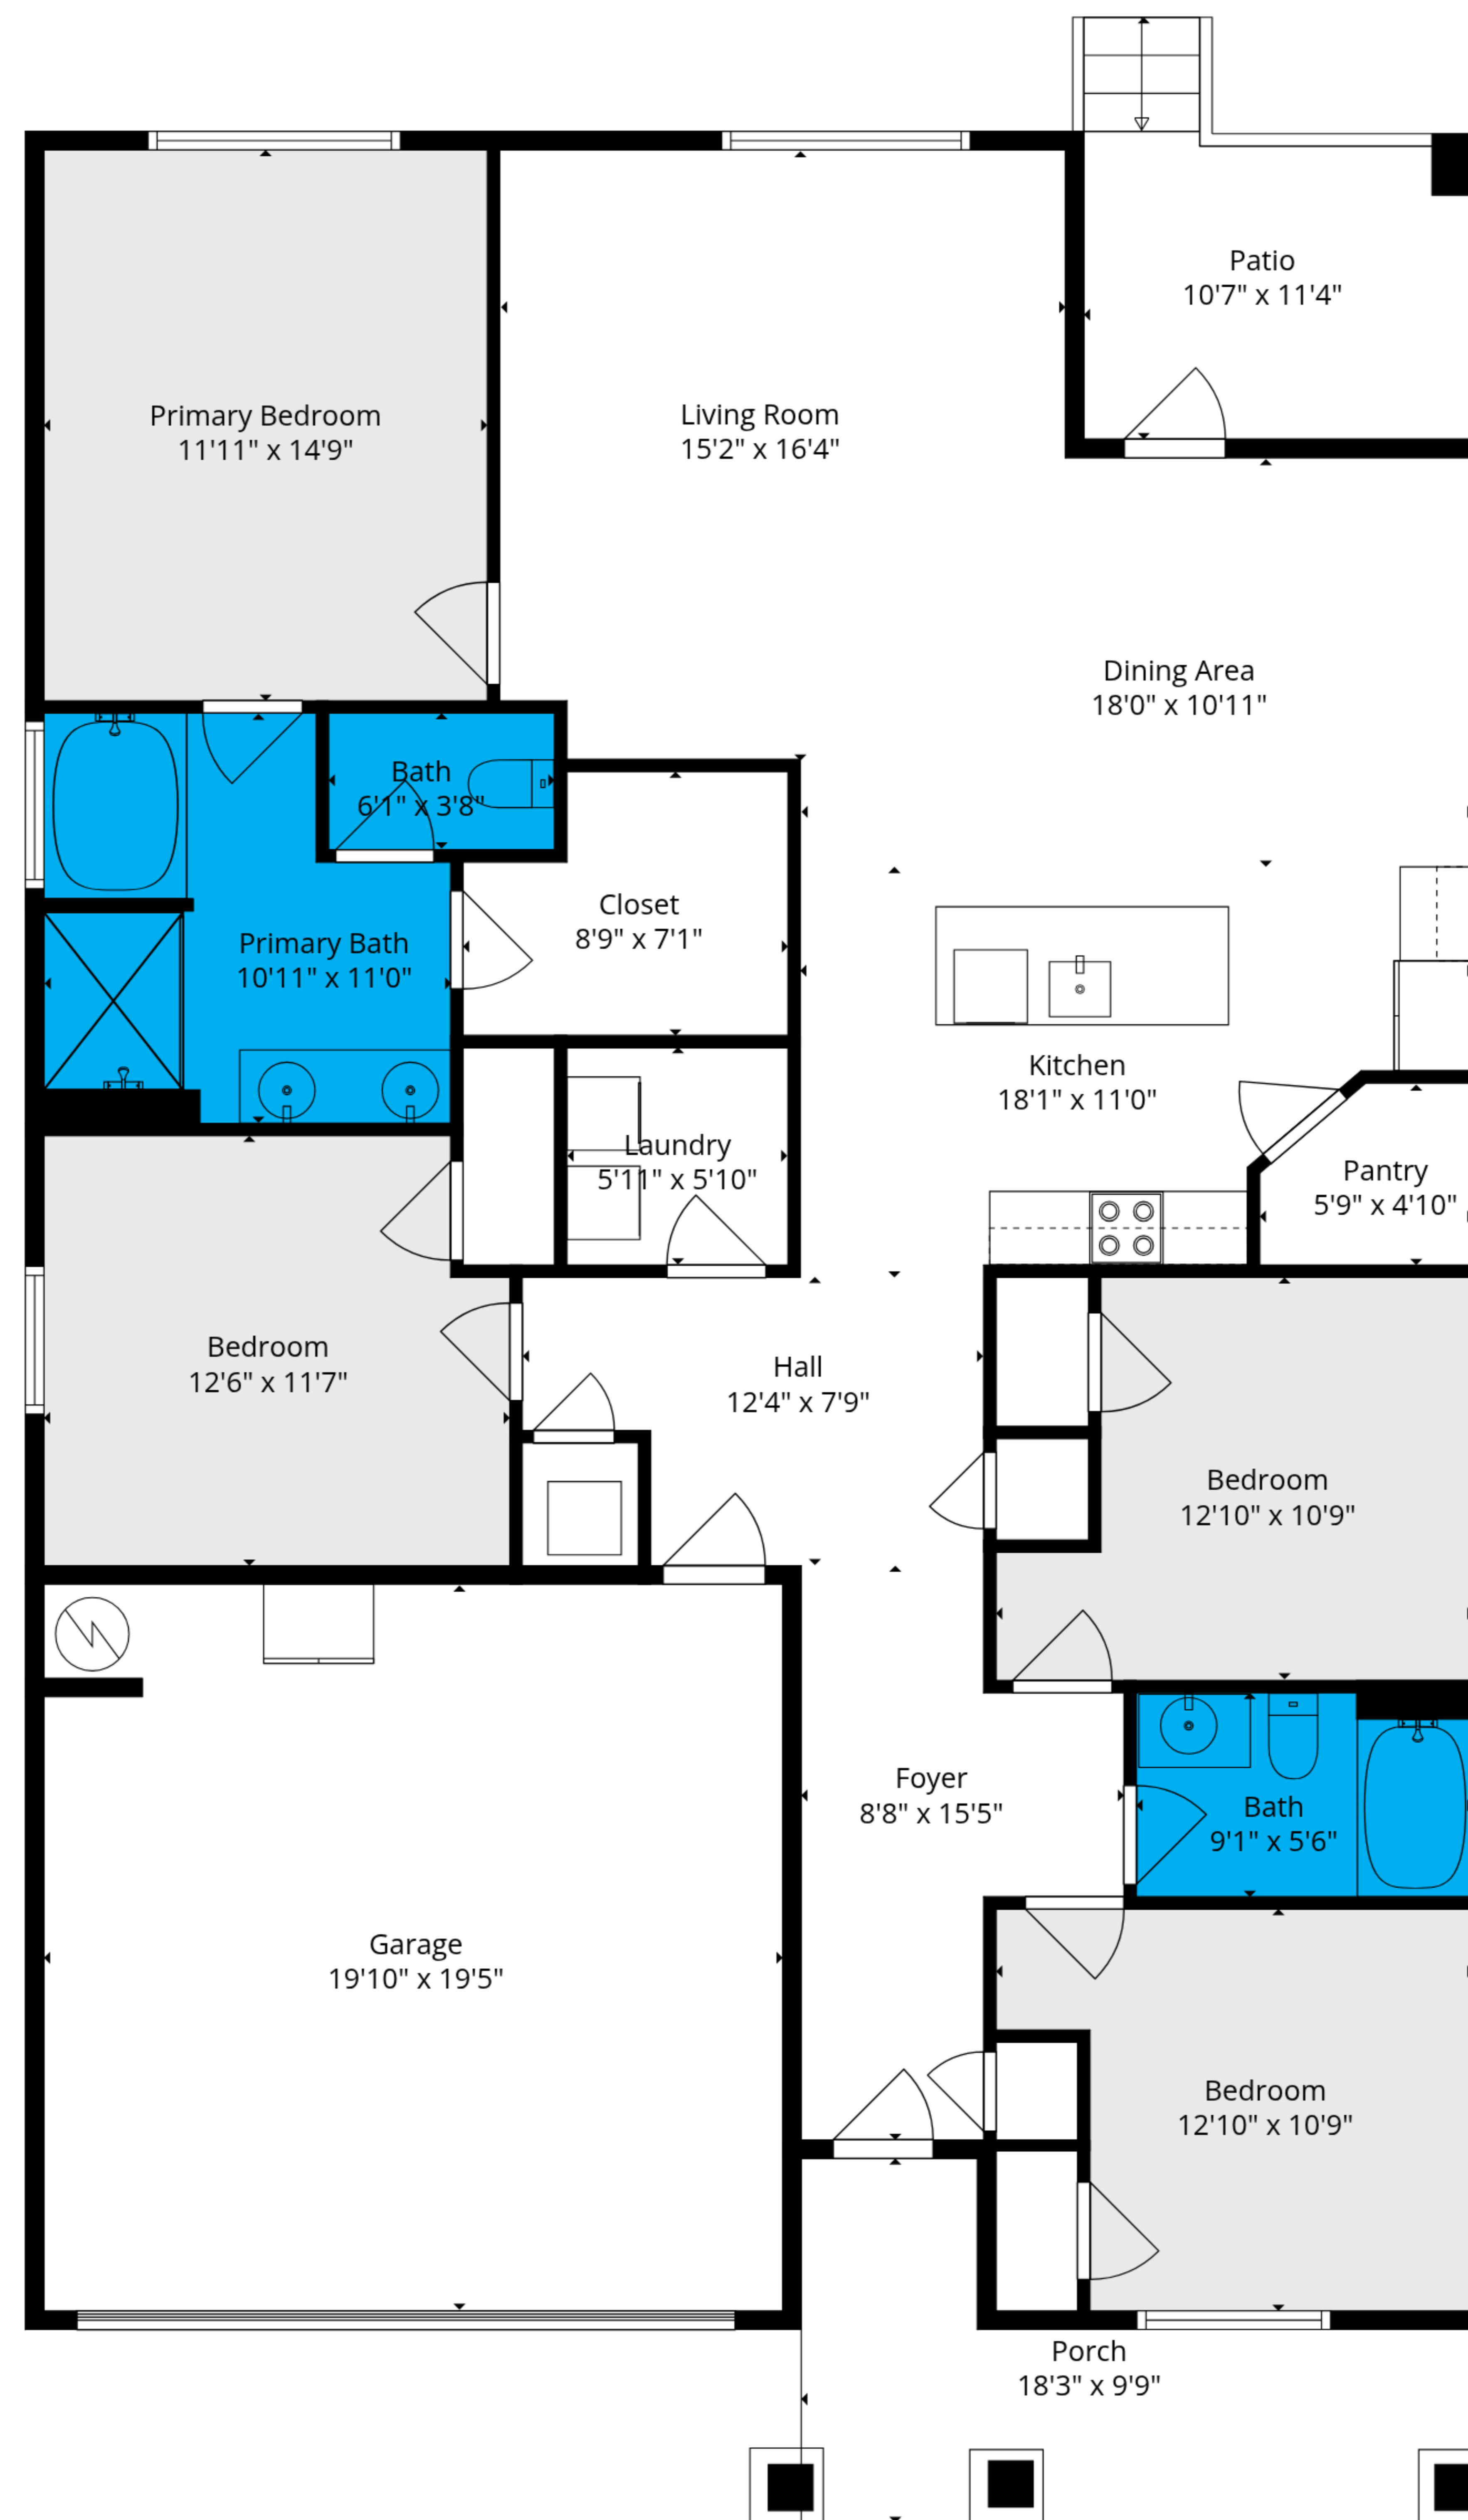 Patio
10'7" x 11'4"
Primary Bedroom
11'11" x 14'9"
Living Room
15'2" x 16'4"
Dining Area
18'0" x 10'11"
Bath
6'1" x 3'8"
Closet
8'9" x 7'1"
Primary Bath
10'11" x 11'0"
Kitchen
18'1" x 11'0"
Laundry
5'11" x 5'10"
Pantry
5'9" x 4'10"
Bedroom
12'6" x 11'7"
Hall
12'4" x 7'9"
Bedroom
12'10" x 10'9"
Foyer
8'8" x 15'5"
Bath
9'1" x 5'6"
Garage
19'10" x 19'5"
Bedroom
12'10" x 10'9"
Porch
18'3" x 9'9"